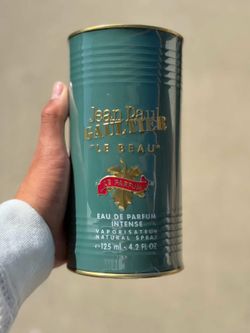 Jean Paul
GAULTIER
"LE BEAU"
LE PARFUM
EAU DE PARFUM
INTENSE
VAPORISATEUR
NATURAL SPRAY
℮125 ml - 4.2 FL OZ